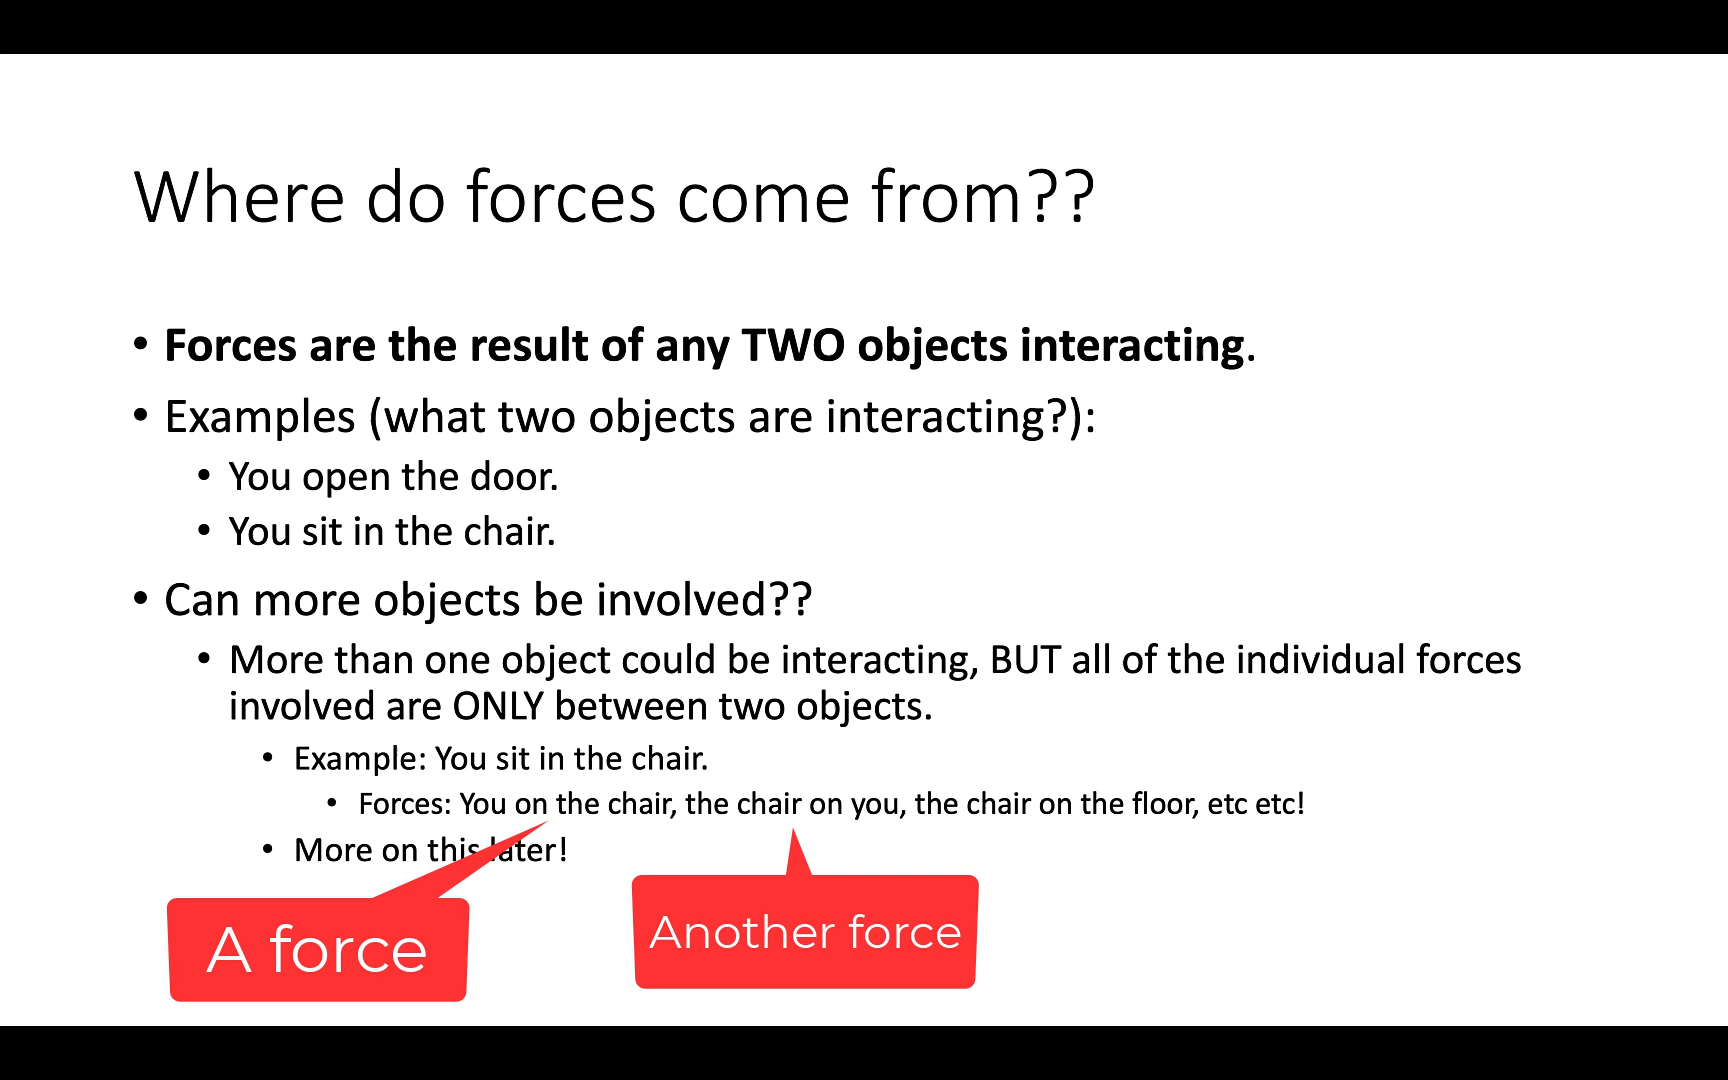 Where do forces come from??
• Forces are the result of any TWO objects interacting.
• Examples (what two objects are interacting?):
• You open the door.
• You sit in the chair.
• Can more objects be involved??
• More than one object could be interacting, BUT all of the individual forces
involved are ONLY between two objects.
• Example: You sit in the chair.
• Forces: You on the chair, the chair on you, the chair on the floor, etc etc!
• More on this later!
A force
Another force